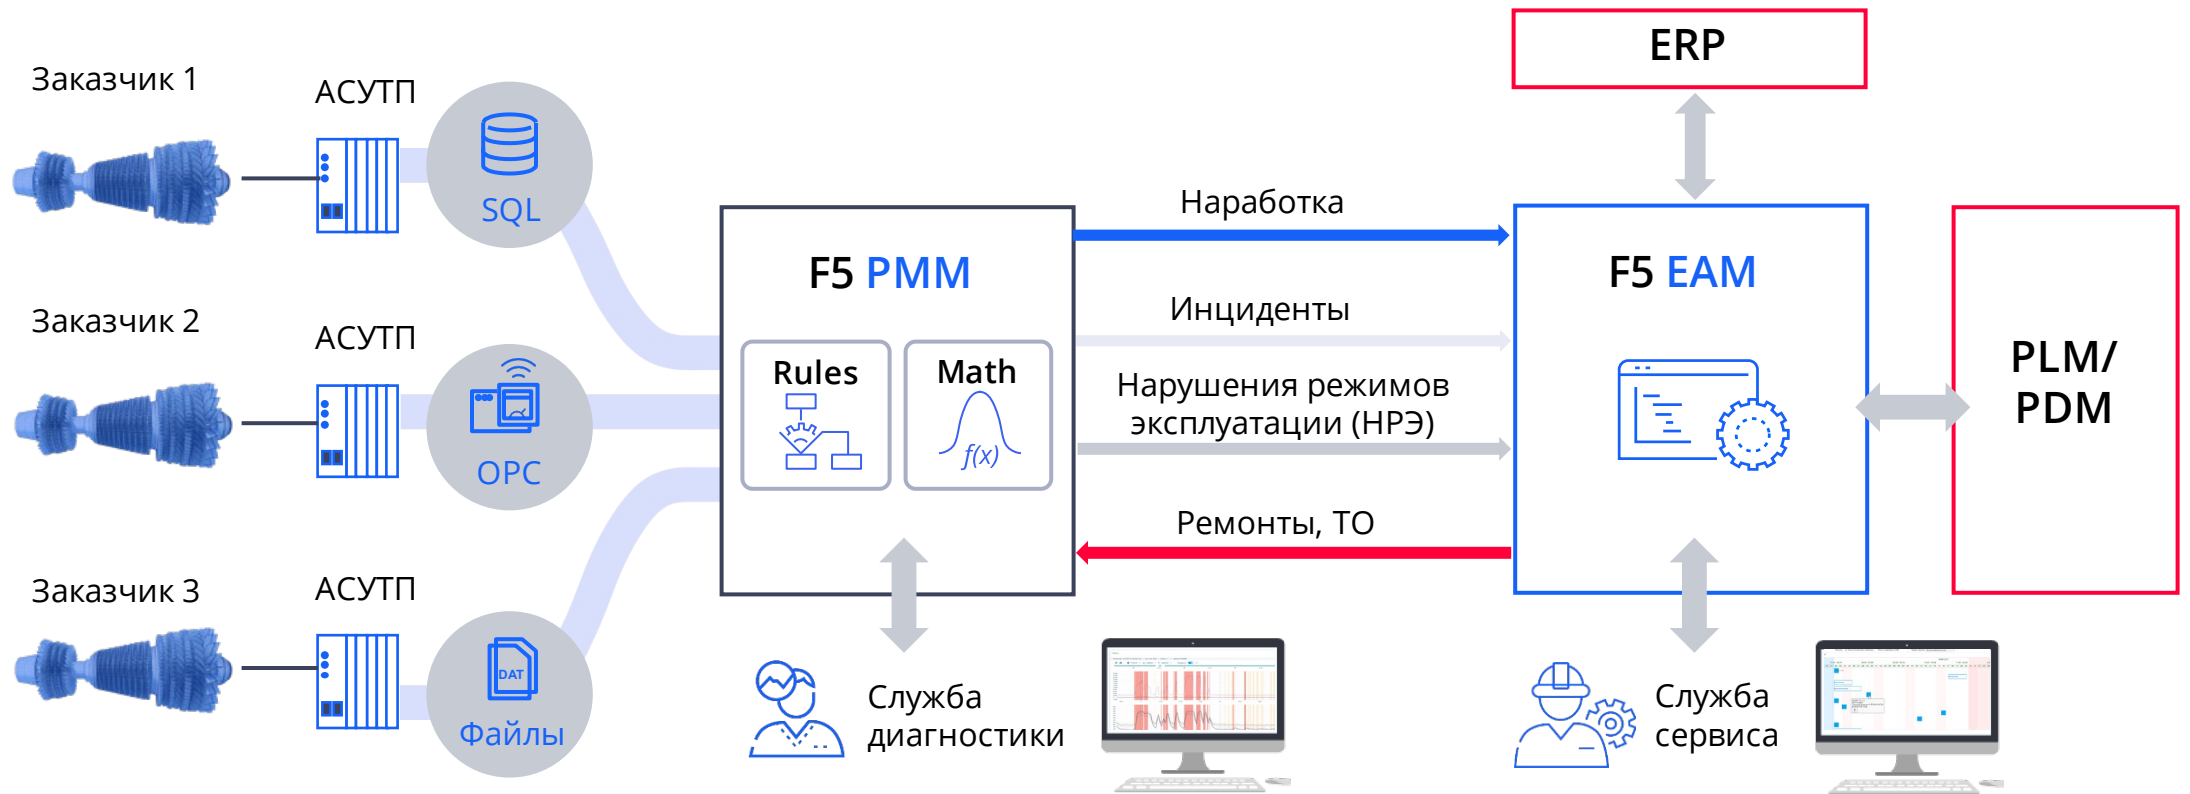 Заказчик 1
АСУТП
SQL
Заказчик 2
АСУТП
OPC
Заказчик 3
АСУТП
DAT
Файлы
F5 PMM
Rules
Math
f(x)
Служба
диагностики
Наработка
Инциденты
Нарушения режимов
эксплуатации (НРЭ)
Ремонты, ТО
ERP
F5 EAM
PLM/
PDM
Служба
сервиса